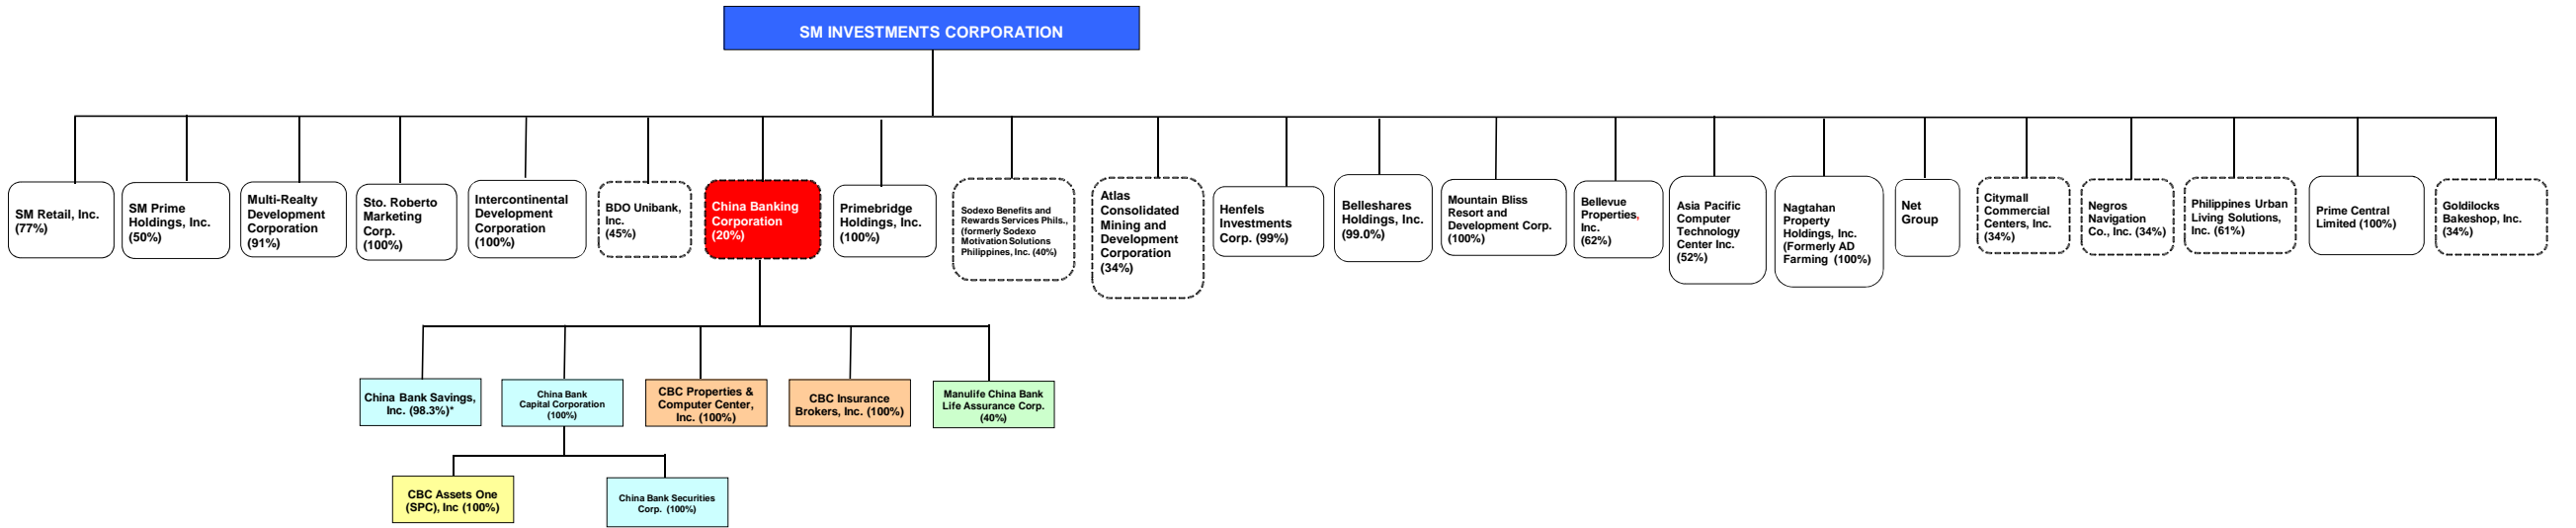 SM INVESTMENTS CORPORATION
SM Retail, Inc.
(77%)
SM Prime
Holdings, Inc.
(50%)
Multi-Realty
Development
Corporation
(91%)
Sto. Roberto
Marketing
Corp.
(100%)
Intercontinental
Development
Corporation
(100%)
BDO Unibank,
Inc.
(45%)
China Banking
Corporation
(20%)
Primebridge
Holdings, Inc.
(100%)
Sodexo Benefits and
Rewards Services Phils.,
(formerly Sodexo
Motivation Solutions
Philippines, Inc. (40%)
Atlas
Consolidated
Mining and
Development
Corporation
(34%)
Henfels
Investments
Corp. (99%)
Belleshares
Holdings, Inc.
(99.0%)
Mountain Bliss
Resort and
Development Corp.
(100%)
Bellevue
Properties,
Inc.
(62%)
Asia Pacific
Computer
Technology
Center Inc.
(52%)
Nagtahan
Property
Holdings, Inc.
(Formerly AD
Farming (100%)
Net
Group
Citymall
Commercial
Centers, Inc.
(34%)
Negros
Navigation
Co., Inc. (34%)
Philippines Urban
Living Solutions,
Inc. (61%)
Prime Central
Limited (100%)
Goldilocks
Bakeshop, Inc.
(34%)
China Bank Savings,
Inc. (98.3%)*
China Bank
Capital Corporation
(100%)
CBC Properties &
Computer Center,
Inc. (100%)
CBC Insurance
Brokers, Inc. (100%)
Manulife China Bank
Life Assurance Corp.
(40%)
CBC Assets One
(SPC), Inc (100%)
China Bank Securities
Corp. (100%)